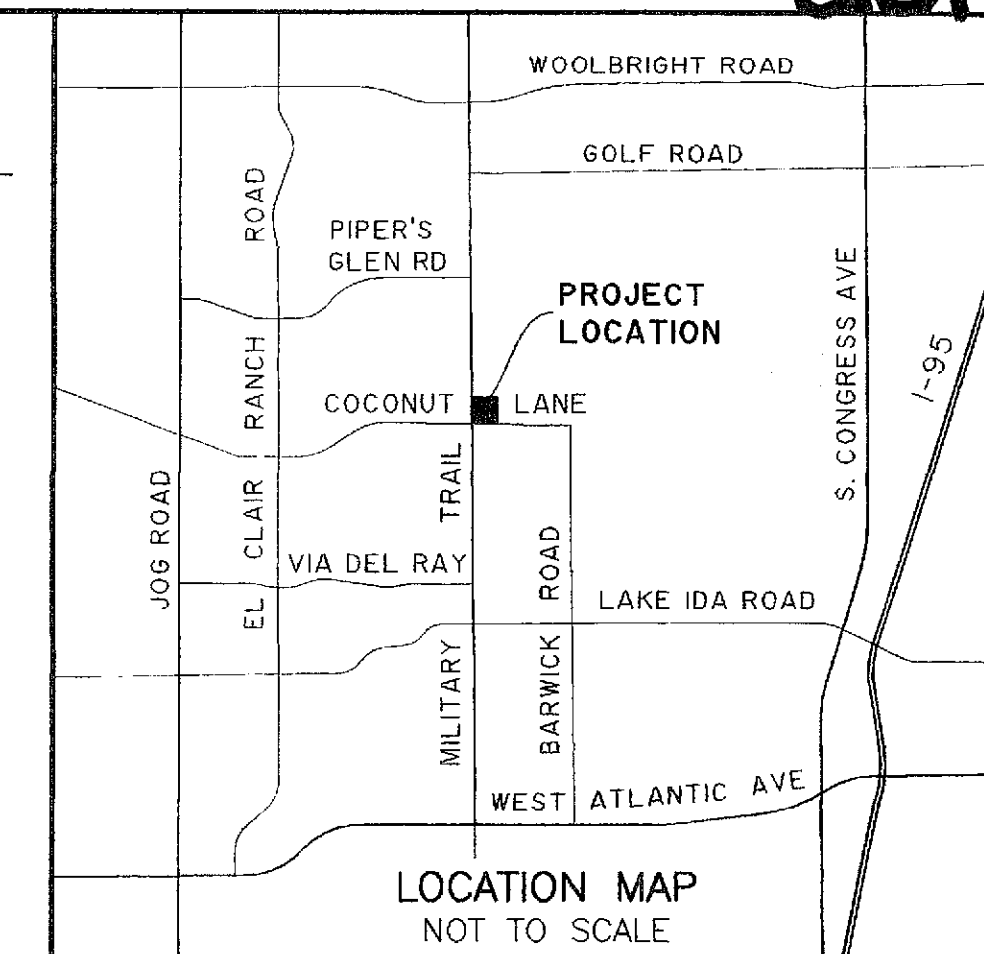 WOOLBRIGHT ROAD
GOLF ROAD
PIPER'S
GLEN RD
PROJECT
LOCATION
COCONUT LANE
S. CONGRESS AVE
I-95
JOG ROAD
EL CLAIR RANCH ROAD
MILITARY TRAIL
BARWICK ROAD
VIA DEL RAY
LAKE IDA ROAD
WEST ATLANTIC AVE
LOCATION MAP
NOT TO SCALE